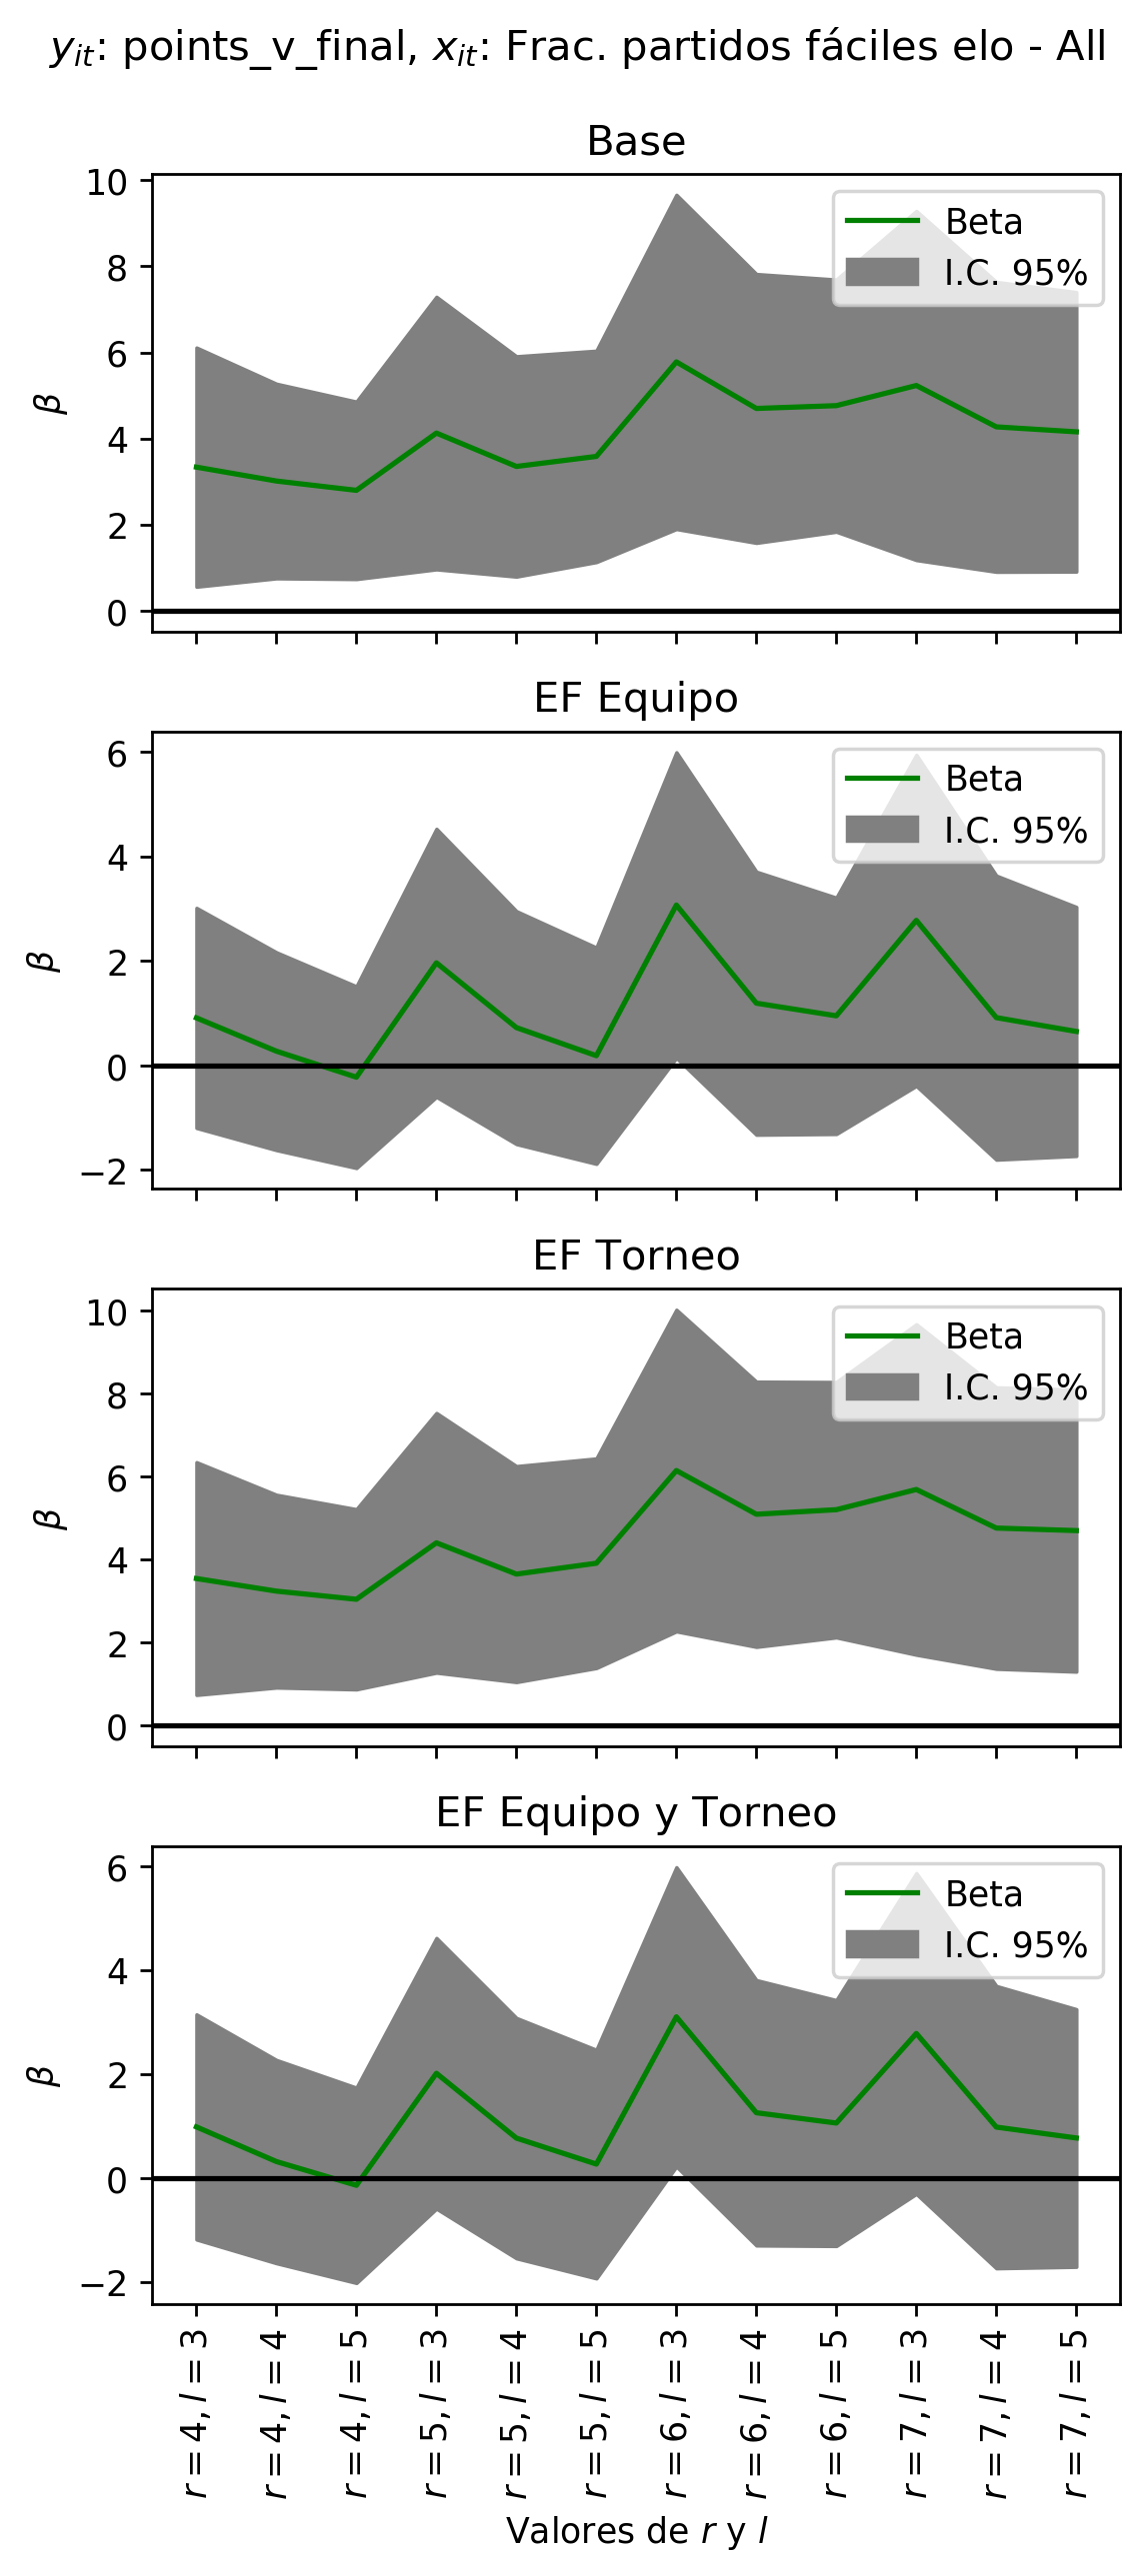 y_it: points_v_final, x_it: Frac. partidos fáciles elo - All
Base
10
8
6
4
2
0
β
Beta
I.C. 95%
EF Equipo
6
4
2
0
−2
β
Beta
I.C. 95%
EF Torneo
10
8
6
4
2
0
β
Beta
I.C. 95%
EF Equipo y Torneo
6
4
2
0
−2
β
Beta
I.C. 95%
r = 4, l = 3
r = 4, l = 4
r = 4, l = 5
r = 5, l = 3
r = 5, l = 4
r = 5, l = 5
r = 6, l = 3
r = 6, l = 4
r = 6, l = 5
r = 7, l = 3
r = 7, l = 4
r = 7, l = 5
Valores de r y l